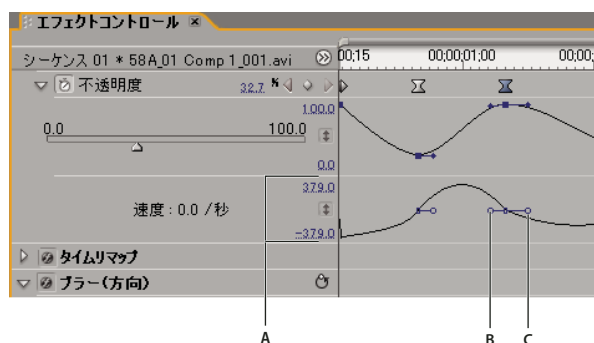 エフェクトコントロール
シーケンス 01 * 58A_01 Comp 1_001.avi
00;15 00;00;01;00 00;00;
不透明度 32.7 %
100.0
0.0 100.0
0.0
379.0
速度 : 0.0 / 秒
-379.0
タイムリマップ
ブラー(方向)
A B C